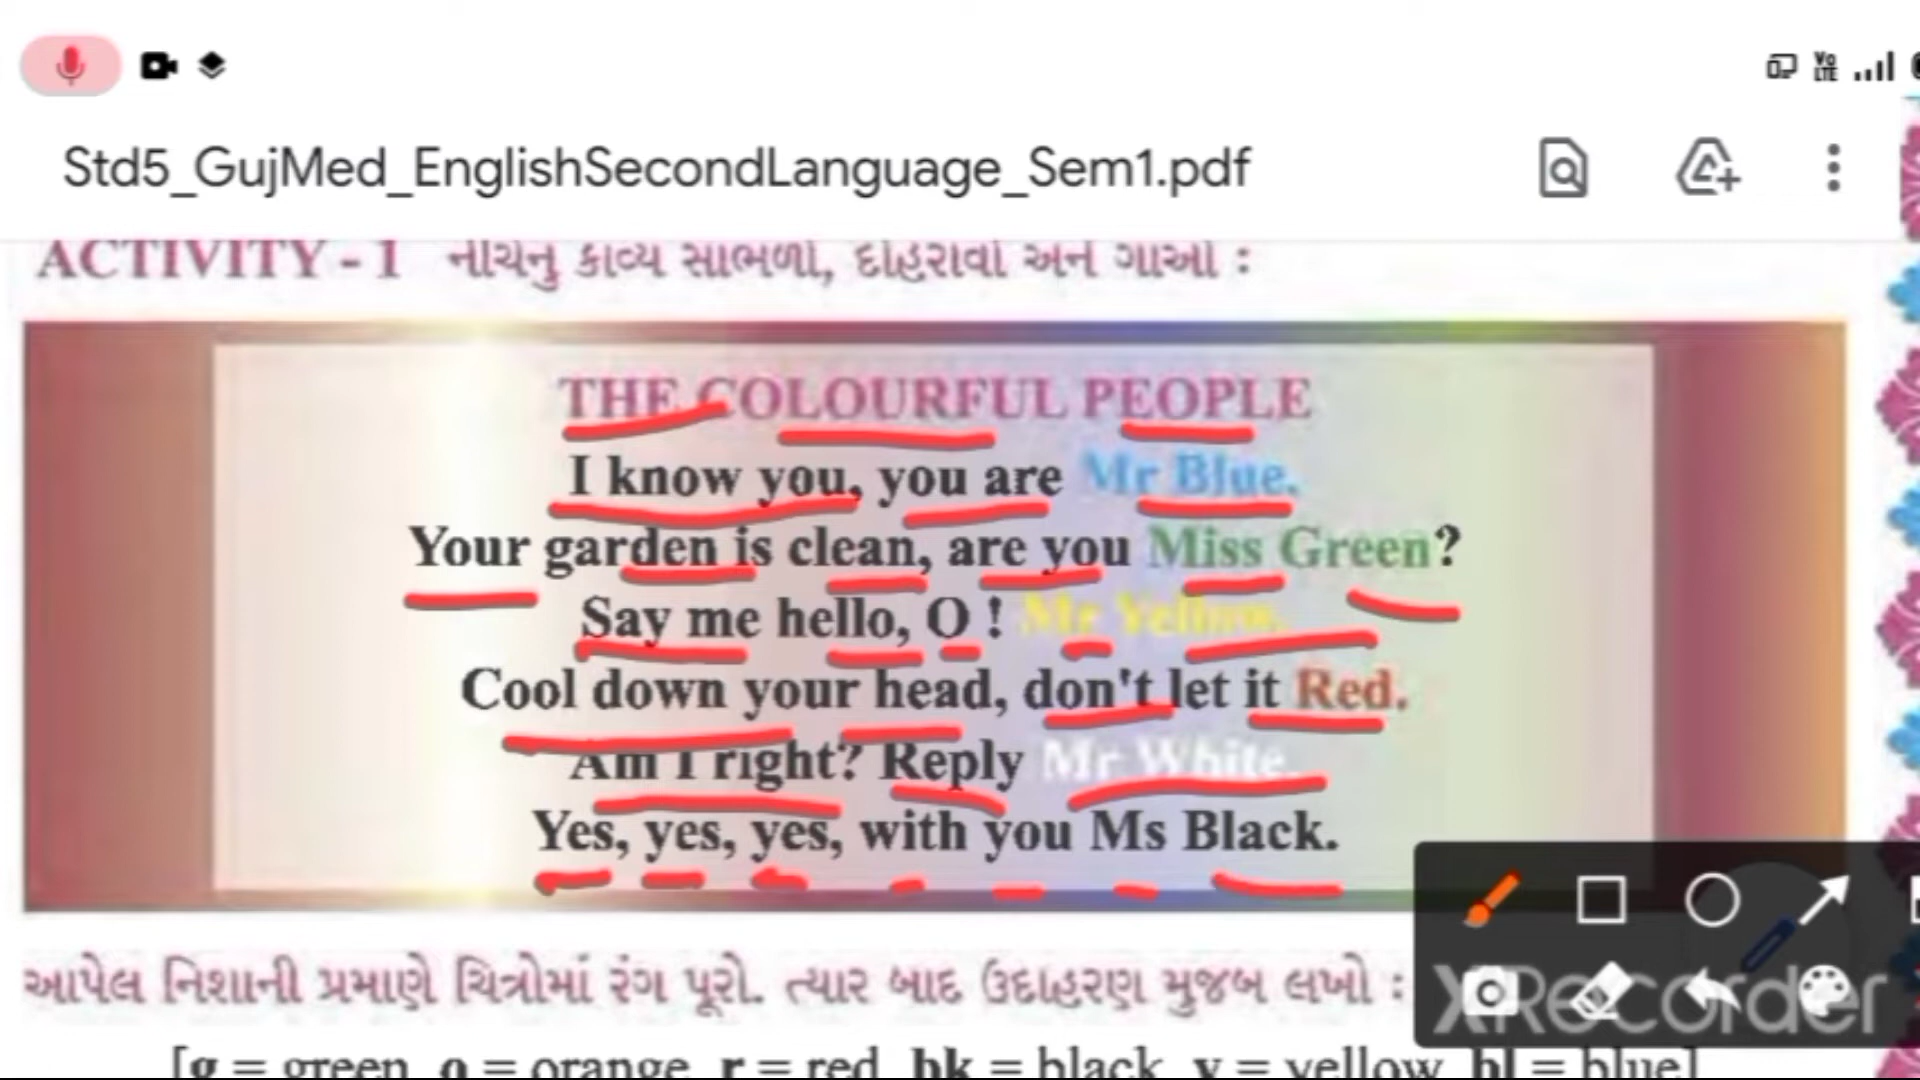 Vo LTE
Std5_GujMed_EnglishSecondLanguage_Sem1.pdf
ACTIVITY - 1 નીચેનું કાવ્ય સાંભળો, દોહરાવો અને ગાઓ :
THE COLOURFUL PEOPLE
I know you, you are Mr Blue.
Your garden is clean, are you Miss Green?
Say me hello, O ! Mr Yellow.
Cool down your head, don't let it Red.
Am I right? Reply Mr White.
Yes, yes, yes, with you Ms Black.
આપેલ નિશાની પ્રમાણે ચિત્રોમાં રંગ પૂરો. ત્યાર બાદ ઉદાહરણ મુજબ લખો :
XRecorder
[g = green o = orange r = red bk = black y = yellow bl = blue]